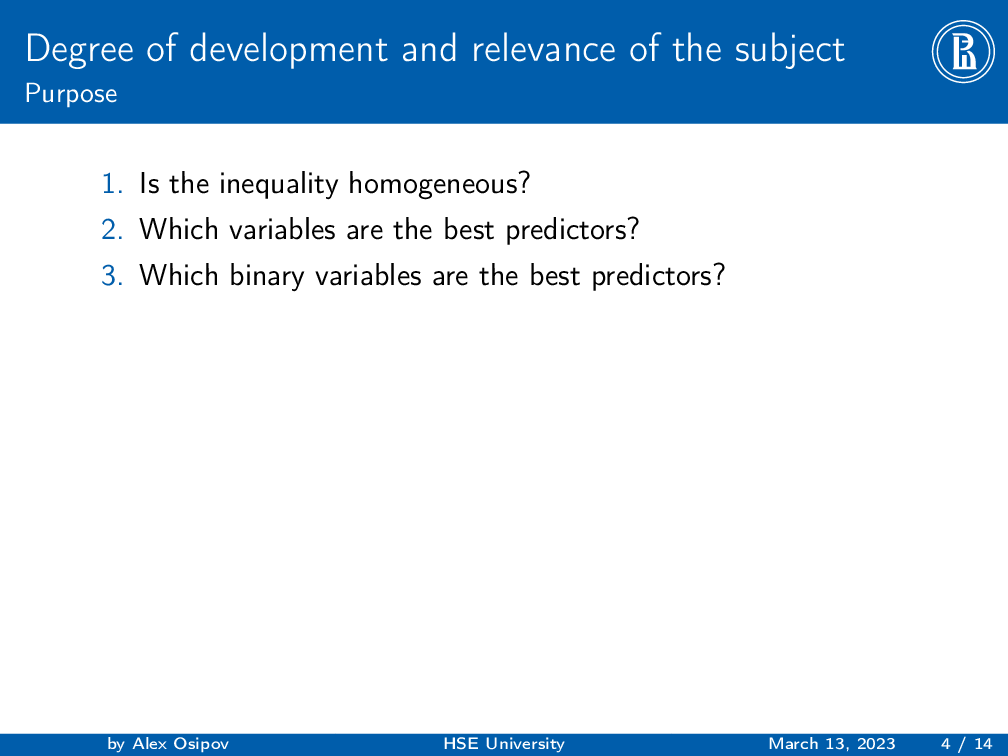 Degree of development and relevance of the subject
Purpose
1. Is the inequality homogeneous?
2. Which variables are the best predictors?
3. Which binary variables are the best predictors?
by Alex Osipov HSE University March 13, 2023 4 / 14